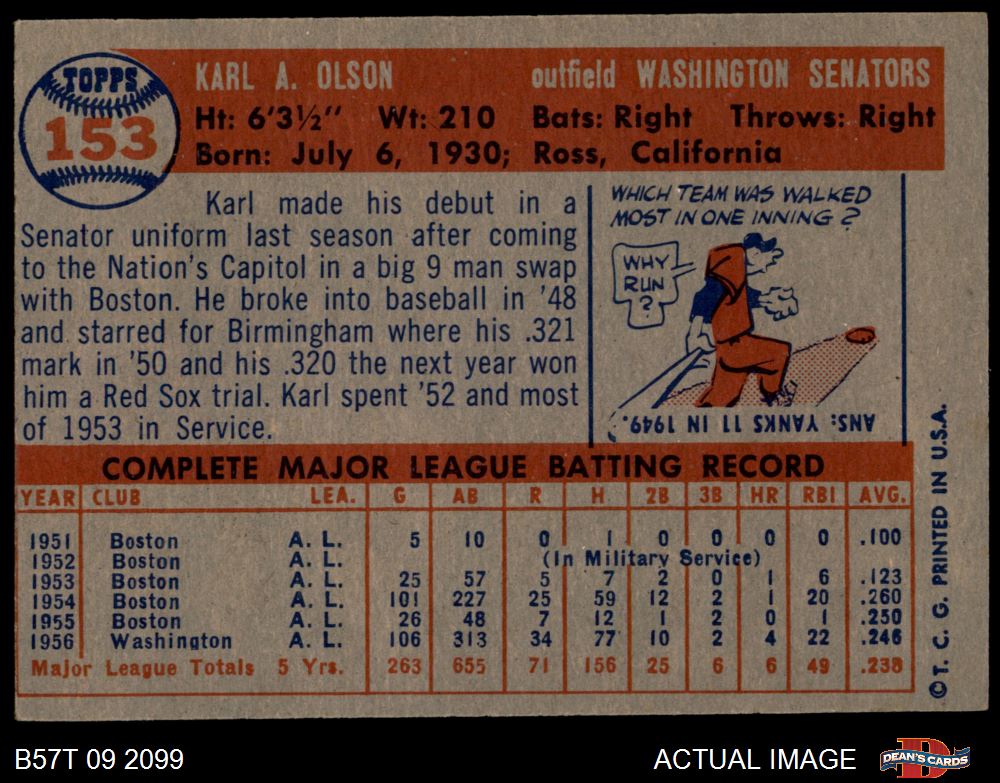 TOPPS
153
KARL A. OLSON outfield WASHINGTON SENATORS
Ht: 6'3½" Wt: 210 Bats: Right Throws: Right
Born: July 6, 1930; Ross, California
Karl made his debut in a
Senator uniform last season after coming
to the Nation's Capitol in a big 9 man swap
with Boston. He broke into baseball in '48
and starred for Birmingham where his .321
mark in '50 and his .320 the next year won
him a Red Sox trial. Karl spent '52 and most
of 1953 in Service.
WHICH TEAM WAS WALKED
MOST IN ONE INNING?
WHY
RUN
?
ANS: YANKS 11 IN 1949.
COMPLETE MAJOR LEAGUE BATTING RECORD
YEAR CLUB LEA. G AB R H 2B 3B HR RBI AVG.
1951 Boston A. L. 5 10 0 1 0 0 0 0 .100
1952 Boston A. L. (In Military Service)
1953 Boston A. L. 25 57 5 7 2 0 1 6 .123
1954 Boston A. L. 101 227 25 59 12 2 1 20 .260
1955 Boston A. L. 26 48 7 12 1 2 0 1 .250
1956 Washington A. L. 106 313 34 77 10 2 4 22 .246
Major League Totals 5 Yrs. 263 655 71 156 25 6 6 49 .238
© T. C. G. PRINTED IN U.S.A.
B57T 09 2099 ACTUAL IMAGE
D
DEAN'S CARDS